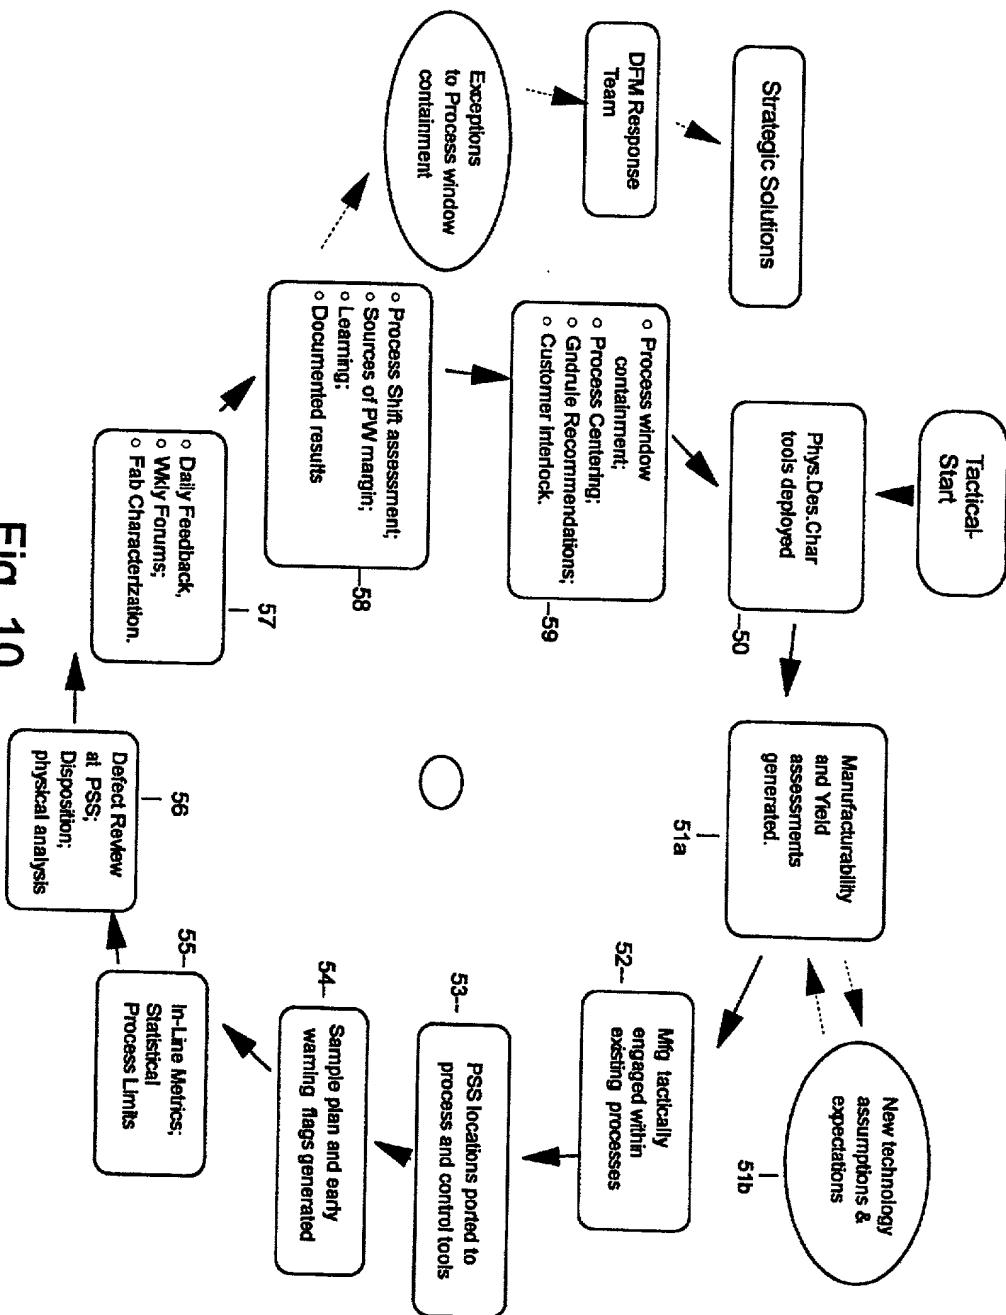 Tactical-
Start
Strategic Solutions
DFM Response
Team
Exceptions
to Process window
containment
Phys.Des.Char
tools deployed
50
Manufacturability
and Yield
assessments
generated.
51a
New technology
assumptions &
expectations
51b
Mfg tactically
engaged within
existing processes
52
PSS locations ported to
process and control tools
53
Sample plan and early
warning flags generated
54
In-Line Metrics;
Statistical
Process Limits
55
Defect Review
at PSS;
Disposition;
physical analysis
56
○ Daily Feedback,
○ Wkly Forums;
○ Fab Characterization.
57
○ Process Shift assessment;
○ Sources of PW margin;
○ Learning;
○ Documented results
58
○ Process window
containment;
○ Process Centering;
○ Gndrule Recommendations;
○ Customer interlock.
59
Fig. 10